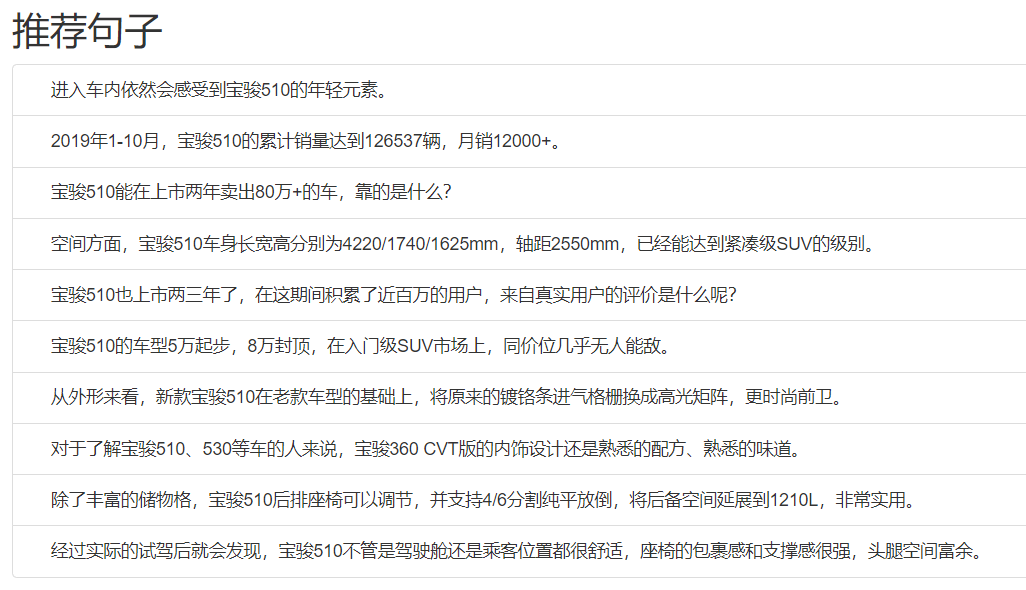 推荐句子
进入车内依然会感受到宝骏510的年轻元素。
2019年1-10月，宝骏510的累计销量达到126537辆，月销12000+。
宝骏510能在上市两年卖出80万+的车，靠的是什么？
空间方面，宝骏510车身长宽高分别为4220/1740/1625mm，轴距2550mm，已经能达到紧凑级SUV的级别。
宝骏510也上市两三年了，在这期间积累了近百万的用户，来自真实用户的评价是什么呢？
宝骏510的车型5万起步，8万封顶，在入门级SUV市场上，同价位几乎无人能敌。
从外形来看，新款宝骏510在老款车型的基础上，将原来的镀铬条进气格栅换成高光矩阵，更时尚前卫。
对于了解宝骏510、530等车的人来说，宝骏360 CVT版的内饰设计还是熟悉的配方、熟悉的味道。
除了丰富的储物格，宝骏510后排座椅可以调节，并支持4/6分割纯平放倒，将后备空间延展到1210L，非常实用。
经过实际的试驾后就会发现，宝骏510不管是驾驶舱还是乘客位置都很舒适，座椅的包裹感和支撑感很强，头腿空间富余。